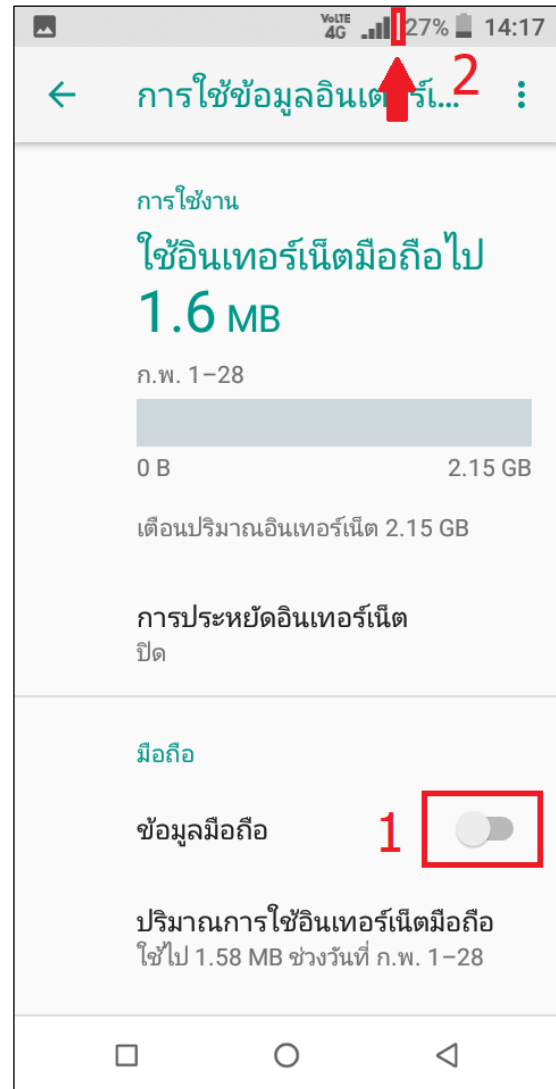 VoLTE
4G 27% 14:17
การใช้ข้อมูลอินเตอร์เ... 2
การใช้งาน
ใช้อินเทอร์เน็ตมือถือไป
1.6 MB
ก.พ. 1–28
0 B 2.15 GB
เตือนปริมาณอินเทอร์เน็ต 2.15 GB
การประหยัดอินเทอร์เน็ต
ปิด
มือถือ
ข้อมูลมือถือ 1
ปริมาณการใช้อินเทอร์เน็ตมือถือ
ใช้ไป 1.58 MB ช่วงวันที่ ก.พ. 1–28